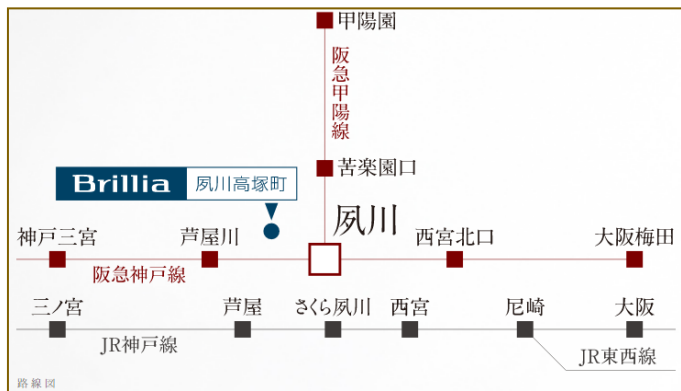 甲陽園
阪急甲陽線
苦楽園口
Brillia 夙川高塚町
夙川
神戸三宮 芦屋川 西宮北口 大阪梅田
阪急神戸線
三ノ宮 芦屋 さくら夙川 西宮 尼崎 大阪
JR神戸線
JR東西線
路線図